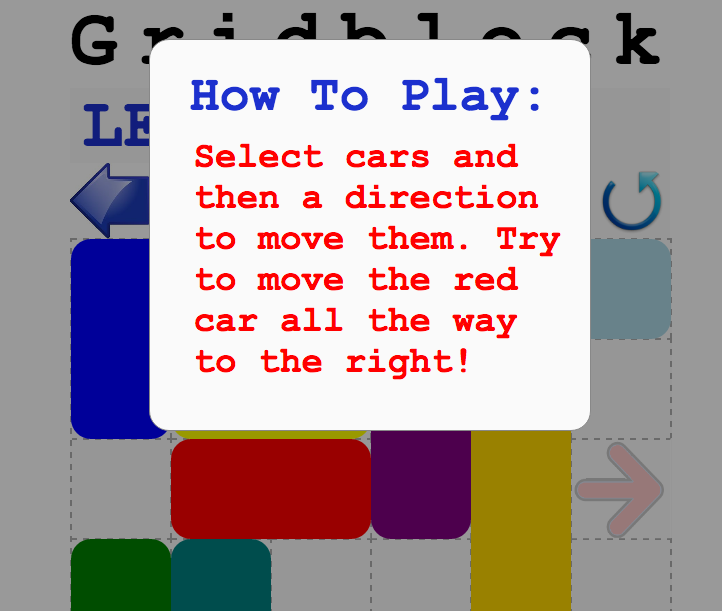 Gridblock
LE
How To Play:
Select cars and
then a direction
to move them. Try
to move the red
car all the way
to the right!